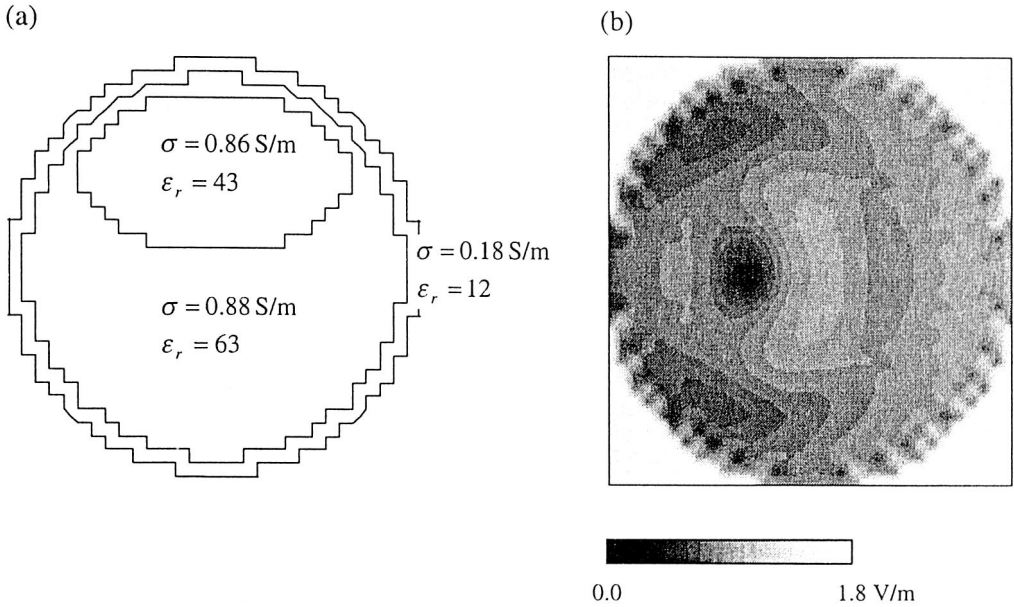 (a)
(b)
σ = 0.86 S/m
ε_r = 43
σ = 0.18 S/m
ε_r = 12
σ = 0.88 S/m
ε_r = 63
0.0
1.8 V/m